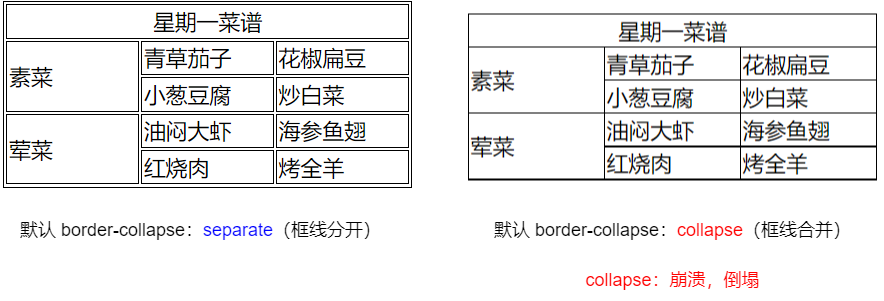 星期一菜谱
素菜 青草茄子 花椒扁豆
小葱豆腐 炒白菜
荤菜 油闷大虾 海参鱼翅
红烧肉 烤全羊
默认 border-collapse：separate（框线分开）
星期一菜谱
素菜 青草茄子 花椒扁豆
小葱豆腐 炒白菜
荤菜 油闷大虾 海参鱼翅
红烧肉 烤全羊
默认 border-collapse：collapse（框线合并）
collapse：崩溃，倒塌